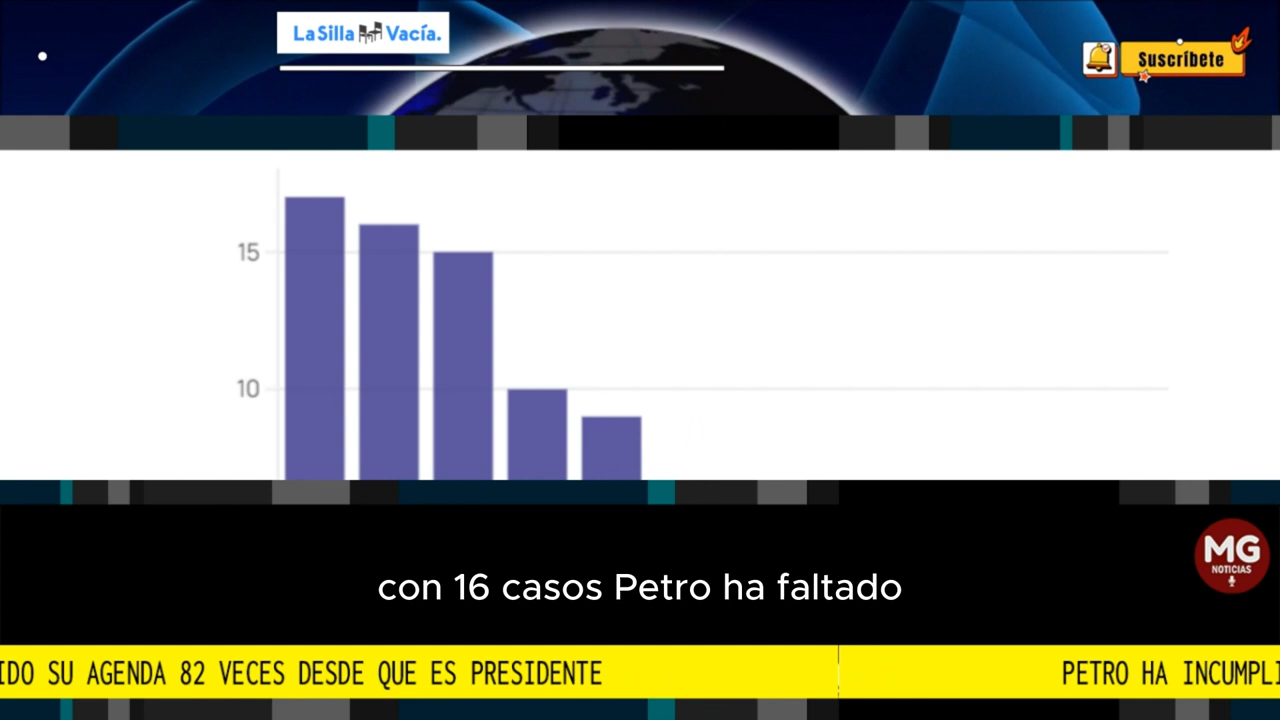 La Silla Vacía.
Suscríbete
15
10
MG
NOTICIAS
con 16 casos Petro ha faltado
IDO SU AGENDA 82 VECES DESDE QUE ES PRESIDENTE
PETRO HA INCUMPLI